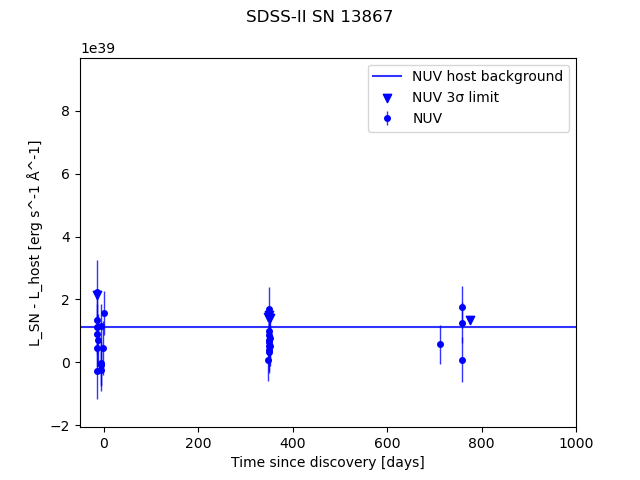 SDSS-II SN 13867
1e39
NUV host background
NUV 3σ limit
NUV
8
6
4
2
0
−2
L_SN - L_host [erg s^-1 Å^-1]
0 200 400 600 800 1000
Time since discovery [days]